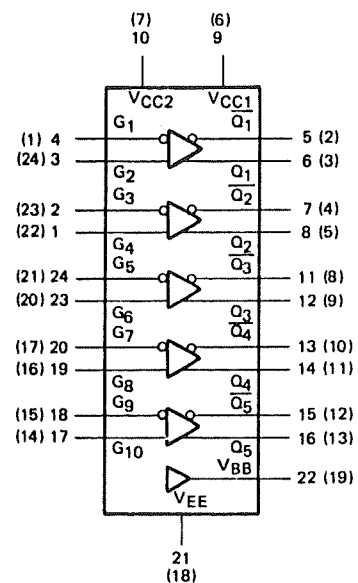 (7) (6)
10 9
VCC2 VCC1
G1 Q1
(1) 4 5 (2)
(24) 3 6 (3)
G2 Q1
G3 Q2
(23) 2 7 (4)
(22) 1 8 (5)
G4 Q2
G5 Q3
(21) 24 11 (8)
(20) 23 12 (9)
G6 Q3
G7 Q4
(17) 20 13 (10)
(16) 19 14 (11)
G8 Q4
G9 Q5
(15) 18 15 (12)
(14) 17 16 (13)
G10 Q5
VBB
22 (19)
VEE
21
(18)